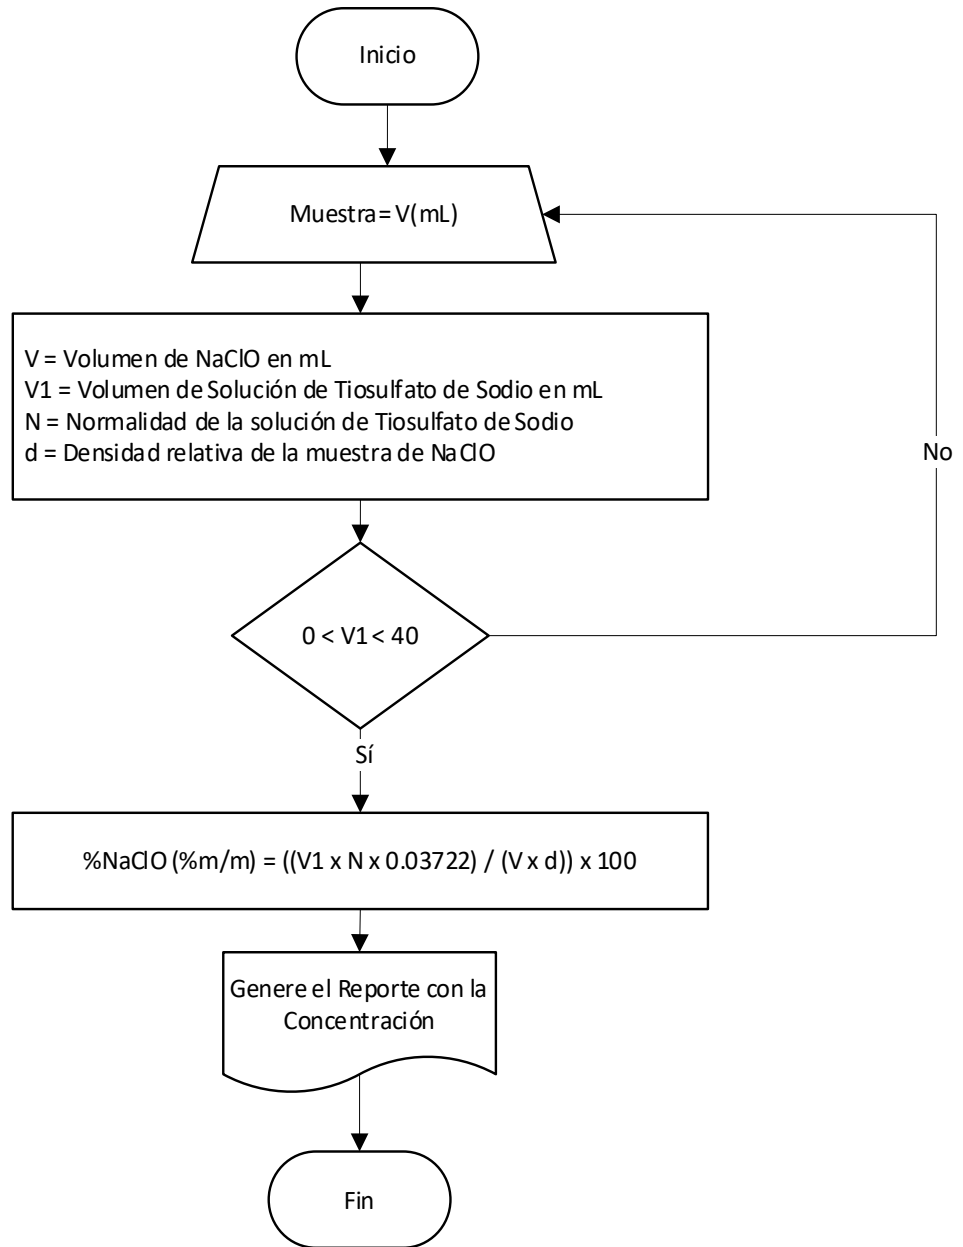 Inicio
Muestra= V(mL)
V = Volumen de NaClO en mL
V1 = Volumen de Solución de Tiosulfato de Sodio en mL
N = Normalidad de la solución de Tiosulfato de Sodio
d = Densidad relativa de la muestra de NaClO
No
0 < V1 < 40
Sí
%NaClO (%m/m) = ((V1 x N x 0.03722) / (V x d)) x 100
Genere el Reporte con la
Concentración
Fin